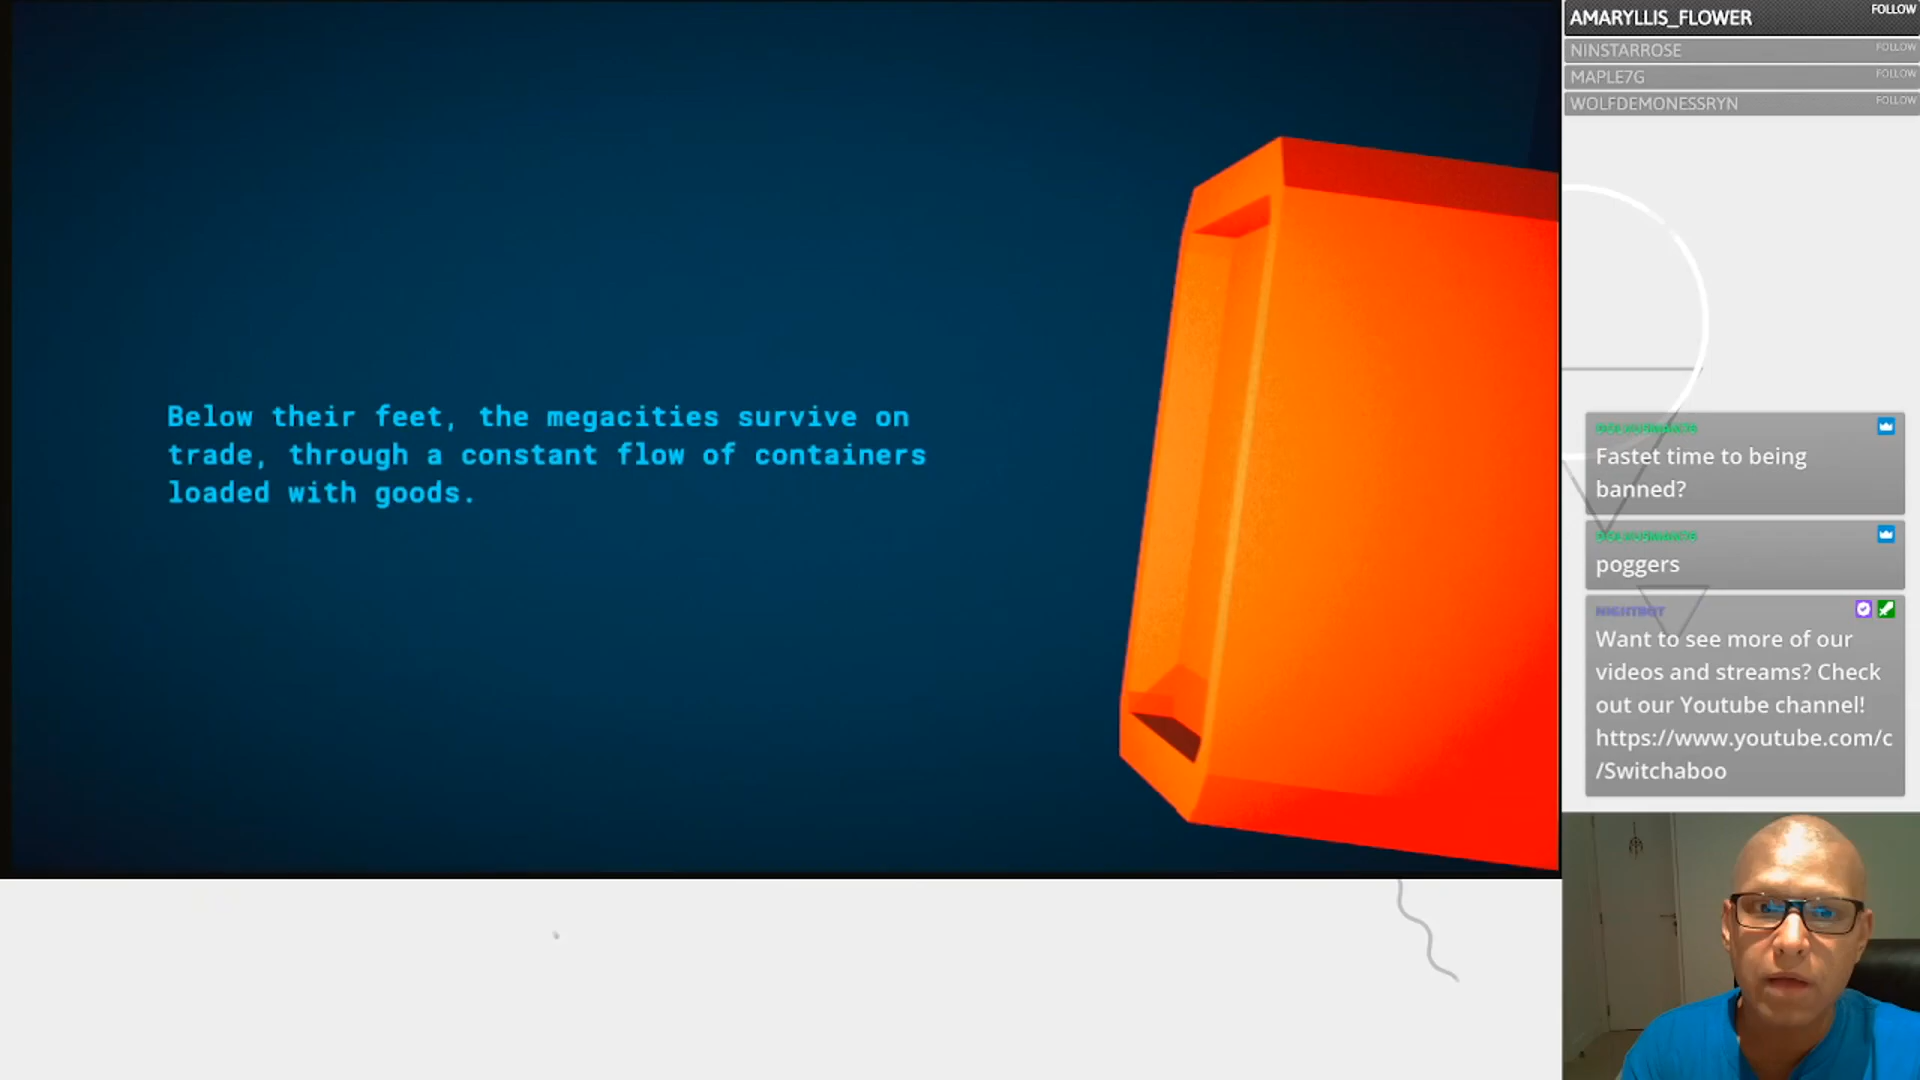 Below their feet, the megacities survive on
trade, through a constant flow of containers
loaded with goods.
AMARYLLIS_FLOWER FOLLOW
NINSTARROSE FOLLOW
MAPLE7G FOLLOW
WOLFDEMONESSRYN FOLLOW
Fastet time to being
banned?
poggers
NIGHTBOT
Want to see more of our
videos and streams? Check
out our Youtube channel!
https://www.youtube.com/c
/Switchaboo